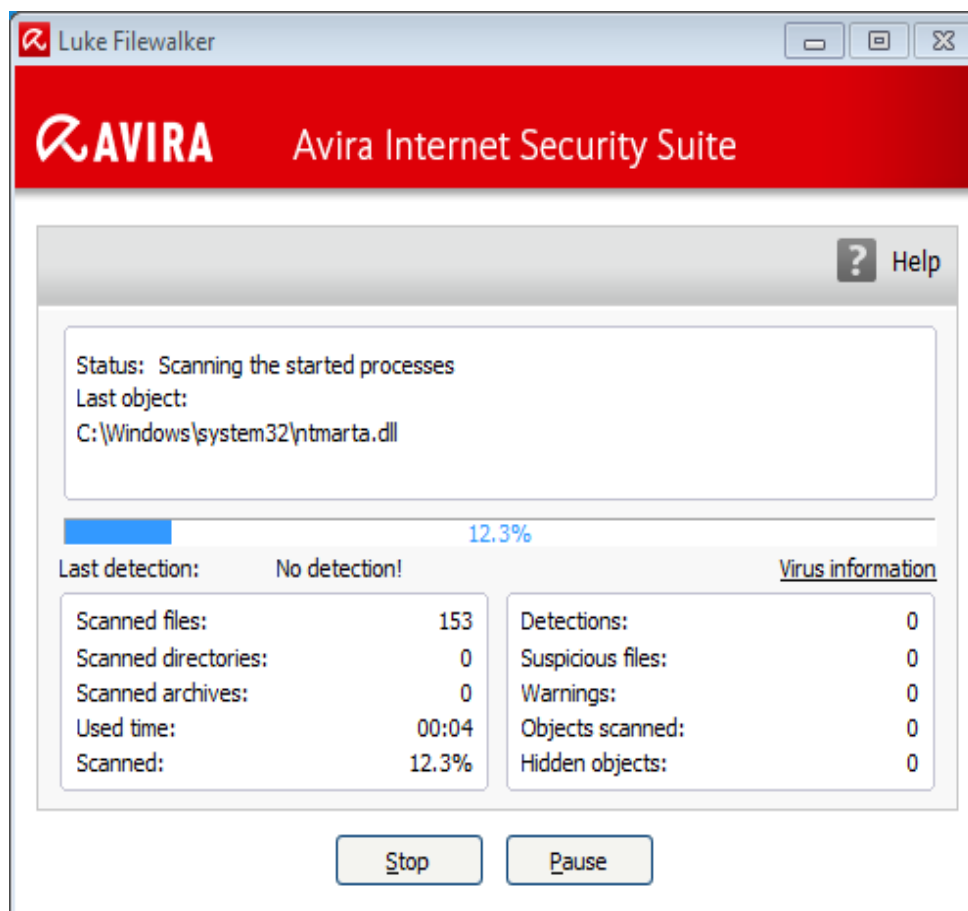 Luke Filewalker
AVIRA Avira Internet Security Suite
? Help
Status: Scanning the started processes
Last object:
C:\Windows\system32\ntmarta.dll
12.3%
Last detection: No detection! Virus information
Scanned files: 153 Detections: 0
Scanned directories: 0 Suspicious files: 0
Scanned archives: 0 Warnings: 0
Used time: 00:04 Objects scanned: 0
Scanned: 12.3% Hidden objects: 0
Stop Pause